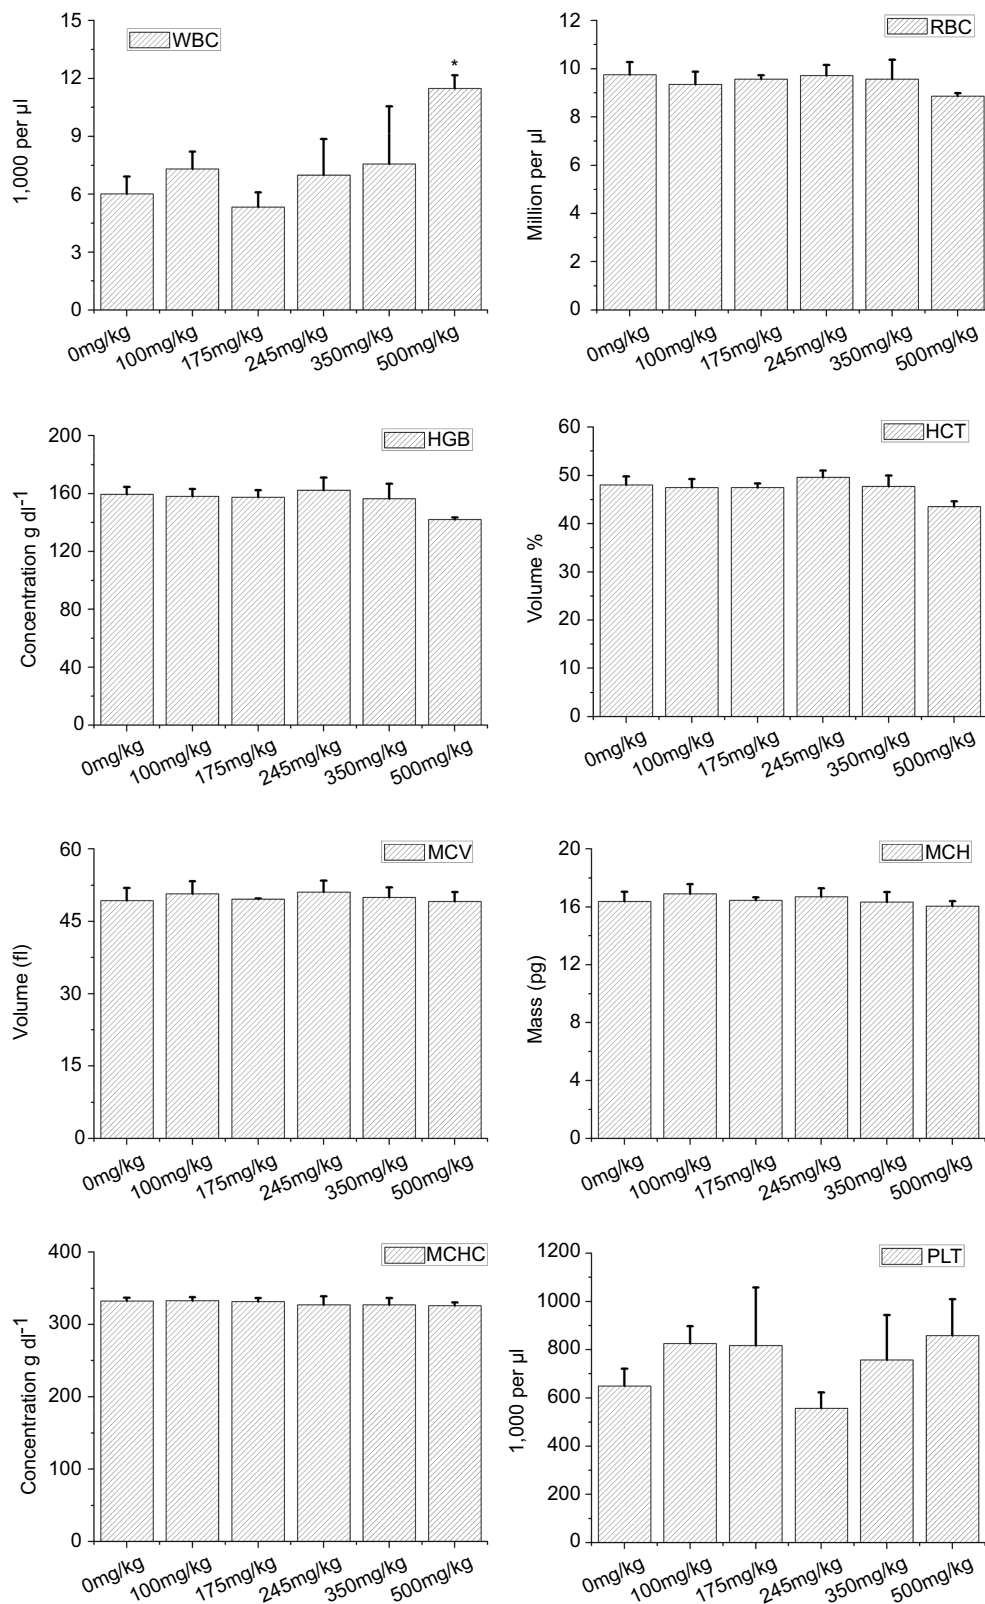 WBC
15
12
9
6
3
0
1,000 per µl
*
0mg/kg
100mg/kg
175mg/kg
245mg/kg
350mg/kg
500mg/kg
RBC
12
10
8
6
4
2
0
Million per µl
0mg/kg
100mg/kg
175mg/kg
245mg/kg
350mg/kg
500mg/kg
HGB
200
160
120
80
40
0
Concentration g dl⁻¹
0mg/kg
100mg/kg
175mg/kg
245mg/kg
350mg/kg
500mg/kg
HCT
60
50
40
30
20
10
0
Volume %
0mg/kg
100mg/kg
175mg/kg
245mg/kg
350mg/kg
500mg/kg
MCV
60
45
30
15
0
Volume (fl)
0mg/kg
100mg/kg
175mg/kg
245mg/kg
350mg/kg
500mg/kg
MCH
20
16
12
8
4
0
Mass (pg)
0mg/kg
100mg/kg
175mg/kg
245mg/kg
350mg/kg
500mg/kg
MCHC
400
300
200
100
0
Concentration g dl⁻¹
0mg/kg
100mg/kg
175mg/kg
245mg/kg
350mg/kg
500mg/kg
PLT
1200
1000
800
600
400
200
0
1,000 per µl
0mg/kg
100mg/kg
175mg/kg
245mg/kg
350mg/kg
500mg/kg